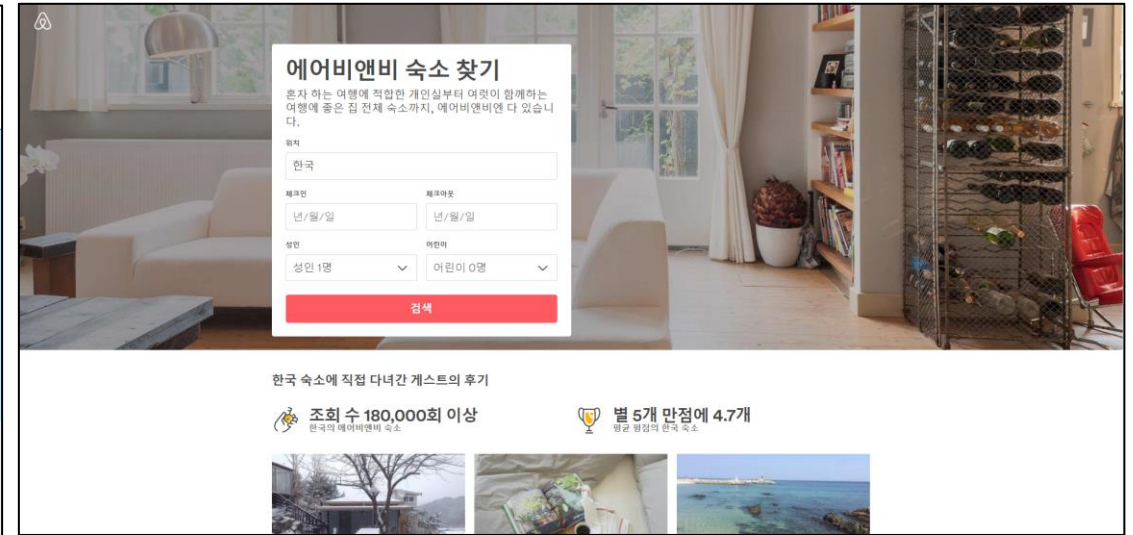 에어비앤비 숙소 찾기
혼자 하는 여행에 적합한 개인실부터 여럿이 함께하는
여행에 좋은 집 전체 숙소까지, 에어비앤비엔 다 있습니
다.
위치
한국
체크인 체크아웃
년/월/일 년/월/일
성인 어린이
성인 1명 어린이 0명
검색
한국 숙소에 직접 다녀간 게스트의 후기
조회 수 180,000회 이상
한국의 에어비앤비 숙소
별 5개 만점에 4.7개
평균 평점의 한국 숙소